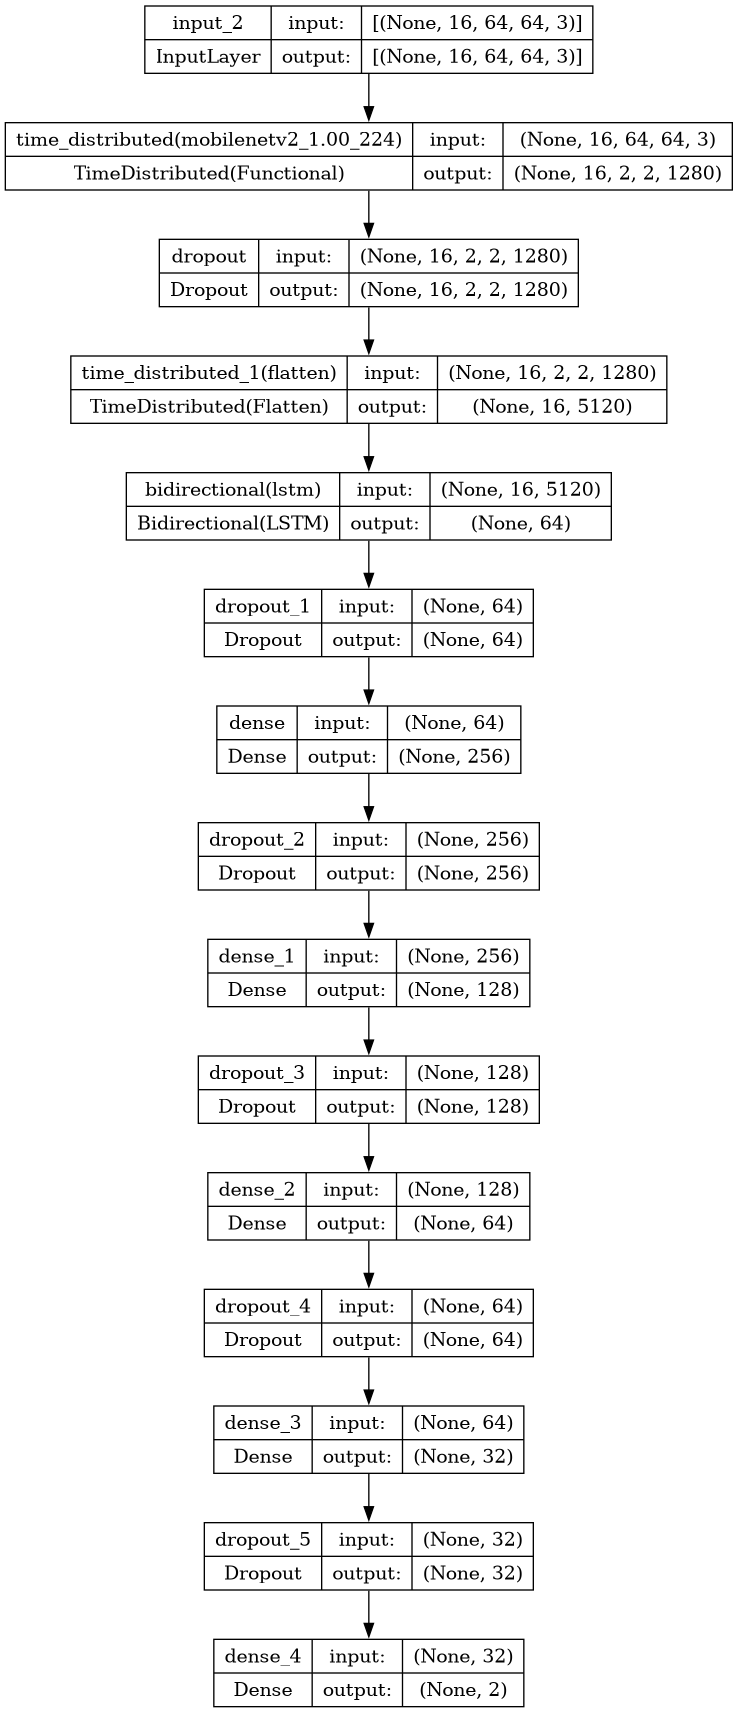 input_2 input: [(None, 16, 64, 64, 3)]
InputLayer output: [(None, 16, 64, 64, 3)]
time_distributed(mobilenetv2_1.00_224) input: (None, 16, 64, 64, 3)
TimeDistributed(Functional) output: (None, 16, 2, 2, 1280)
dropout input: (None, 16, 2, 2, 1280)
Dropout output: (None, 16, 2, 2, 1280)
time_distributed_1(flatten) input: (None, 16, 2, 2, 1280)
TimeDistributed(Flatten) output: (None, 16, 5120)
bidirectional(lstm) input: (None, 16, 5120)
Bidirectional(LSTM) output: (None, 64)
dropout_1 input: (None, 64)
Dropout output: (None, 64)
dense input: (None, 64)
Dense output: (None, 256)
dropout_2 input: (None, 256)
Dropout output: (None, 256)
dense_1 input: (None, 256)
Dense output: (None, 128)
dropout_3 input: (None, 128)
Dropout output: (None, 128)
dense_2 input: (None, 128)
Dense output: (None, 64)
dropout_4 input: (None, 64)
Dropout output: (None, 64)
dense_3 input: (None, 64)
Dense output: (None, 32)
dropout_5 input: (None, 32)
Dropout output: (None, 32)
dense_4 input: (None, 32)
Dense output: (None, 2)